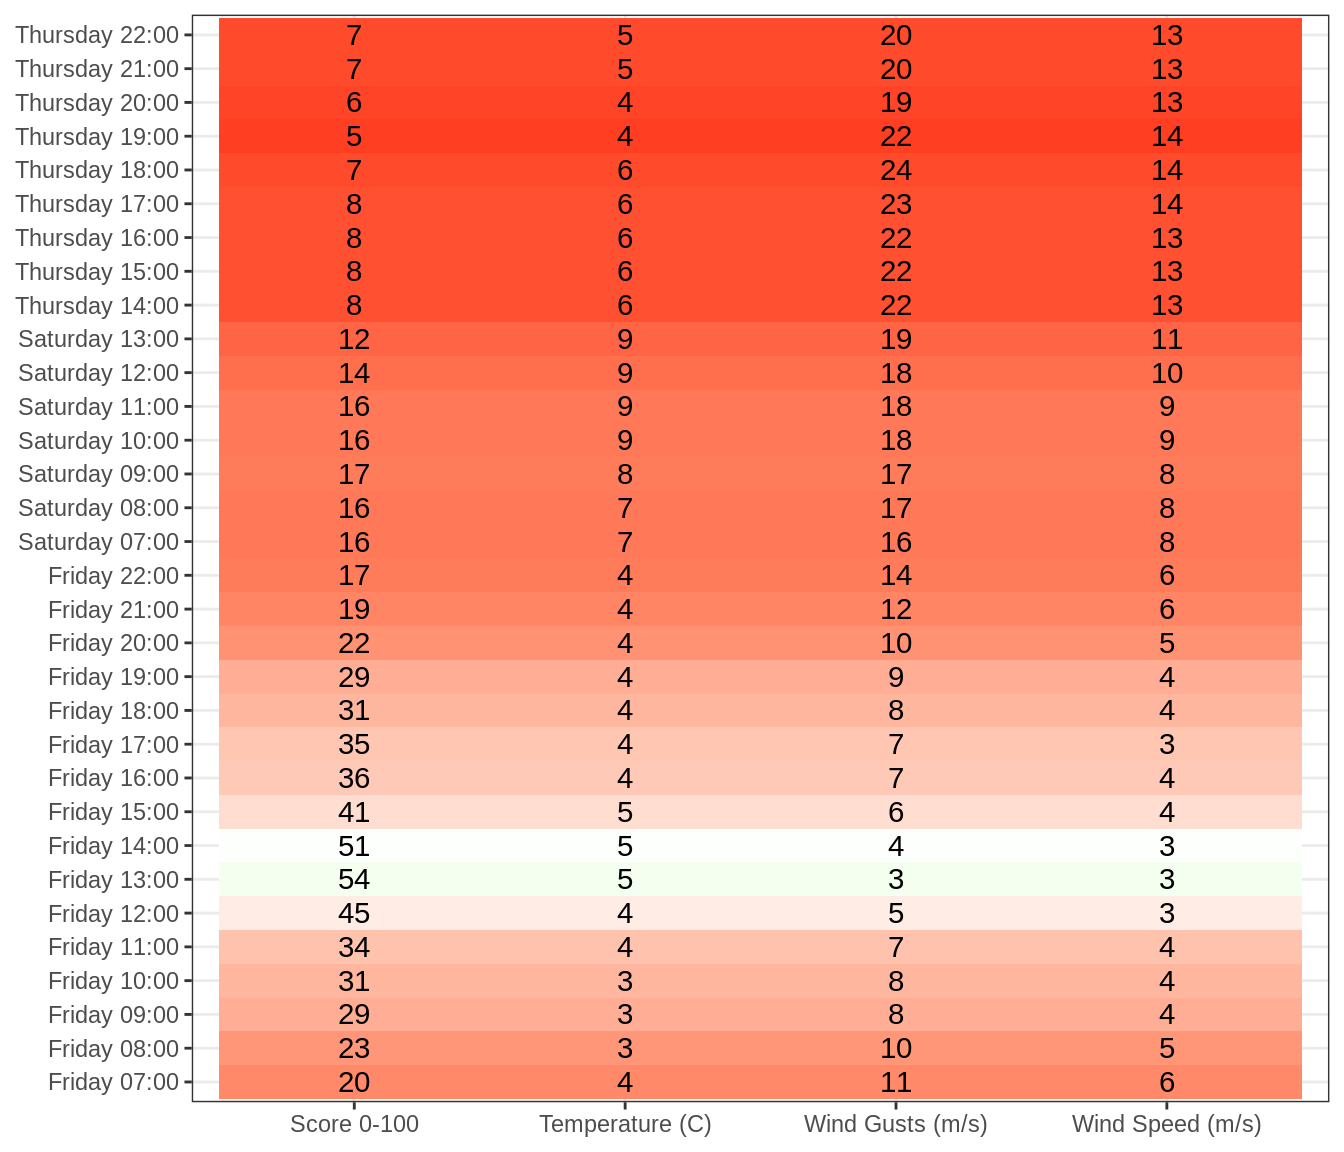 Thursday 22:00 7 5 20 13
Thursday 21:00 7 5 20 13
Thursday 20:00 6 4 19 13
Thursday 19:00 5 4 22 14
Thursday 18:00 7 6 24 14
Thursday 17:00 8 6 23 14
Thursday 16:00 8 6 22 13
Thursday 15:00 8 6 22 13
Thursday 14:00 8 6 22 13
Saturday 13:00 12 9 19 11
Saturday 12:00 14 9 18 10
Saturday 11:00 16 9 18 9
Saturday 10:00 16 9 18 9
Saturday 09:00 17 8 17 8
Saturday 08:00 16 7 17 8
Saturday 07:00 16 7 16 8
Friday 22:00 17 4 14 6
Friday 21:00 19 4 12 6
Friday 20:00 22 4 10 5
Friday 19:00 29 4 9 4
Friday 18:00 31 4 8 4
Friday 17:00 35 4 7 3
Friday 16:00 36 4 7 4
Friday 15:00 41 5 6 4
Friday 14:00 51 5 4 3
Friday 13:00 54 5 3 3
Friday 12:00 45 4 5 3
Friday 11:00 34 4 7 4
Friday 10:00 31 3 8 4
Friday 09:00 29 3 8 4
Friday 08:00 23 3 10 5
Friday 07:00 20 4 11 6
Score 0-100 Temperature (C) Wind Gusts (m/s) Wind Speed (m/s)